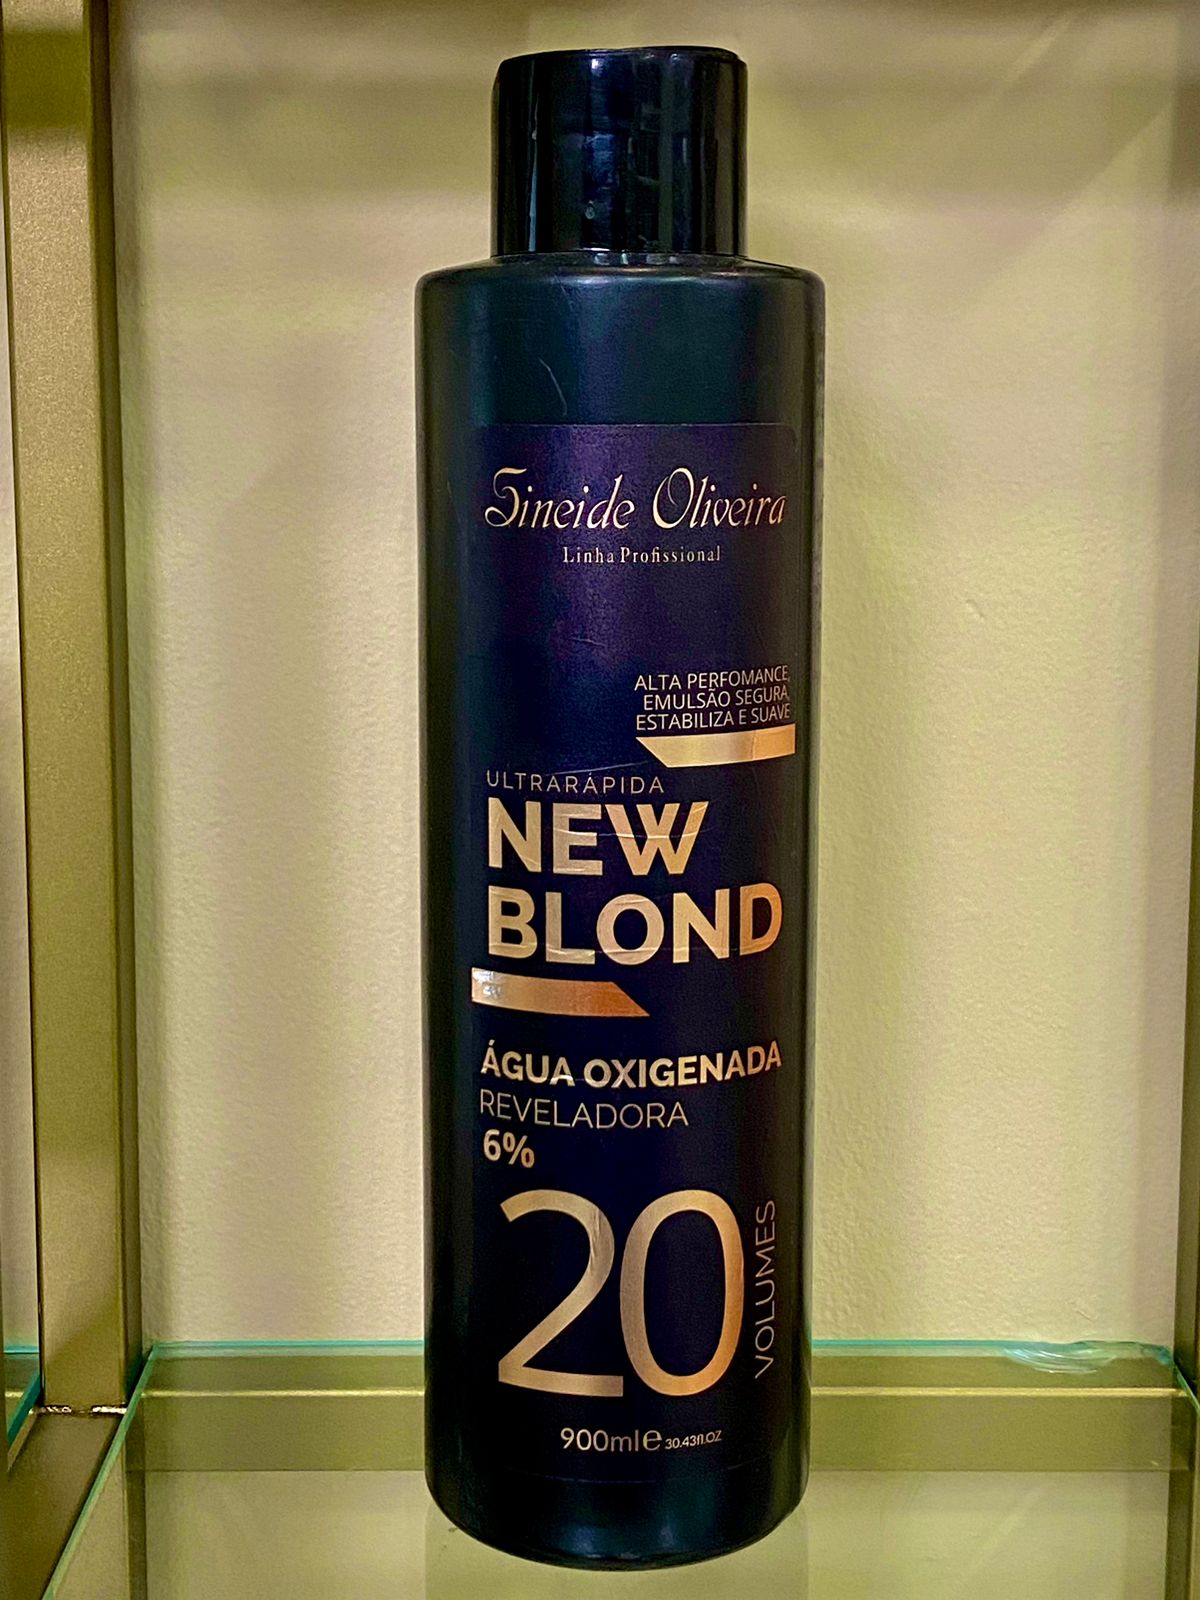 Sineide Oliveira
Linha Profissional
ALTA PERFOMANCE,
EMULSÃO SEGURA,
ESTABILIZA E SUAVE
ULTRARÁPIDA
NEW
BLOND
ÁGUA OXIGENADA
REVELADORA
6%
20
VOLUMES
900ml℮ 30.43fl.OZ